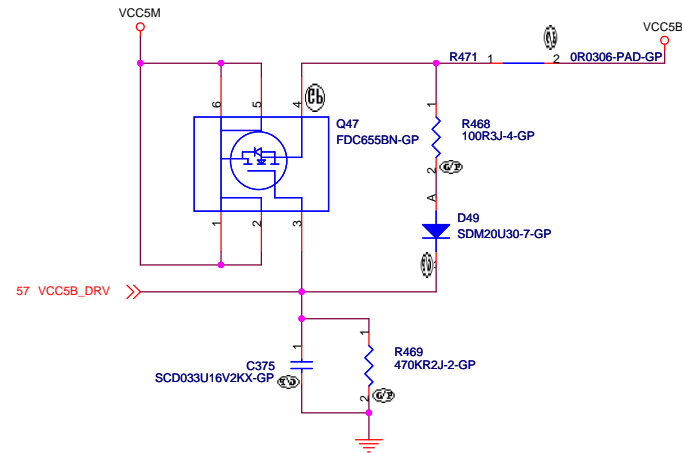 VCC5M
VCC5B
R471 1 2 0R0306-PAD-GP
6 5 4
Q47
FDC655BN-GP
1
R468
100R3J-4-GP
2 G/P
A
D49
SDM20U30-7-GP
1 2 3
57 VCC5B_DRV
1
C375
SCD033U16V2KX-GP
1
R469
470KR2J-2-GP
2 G/P